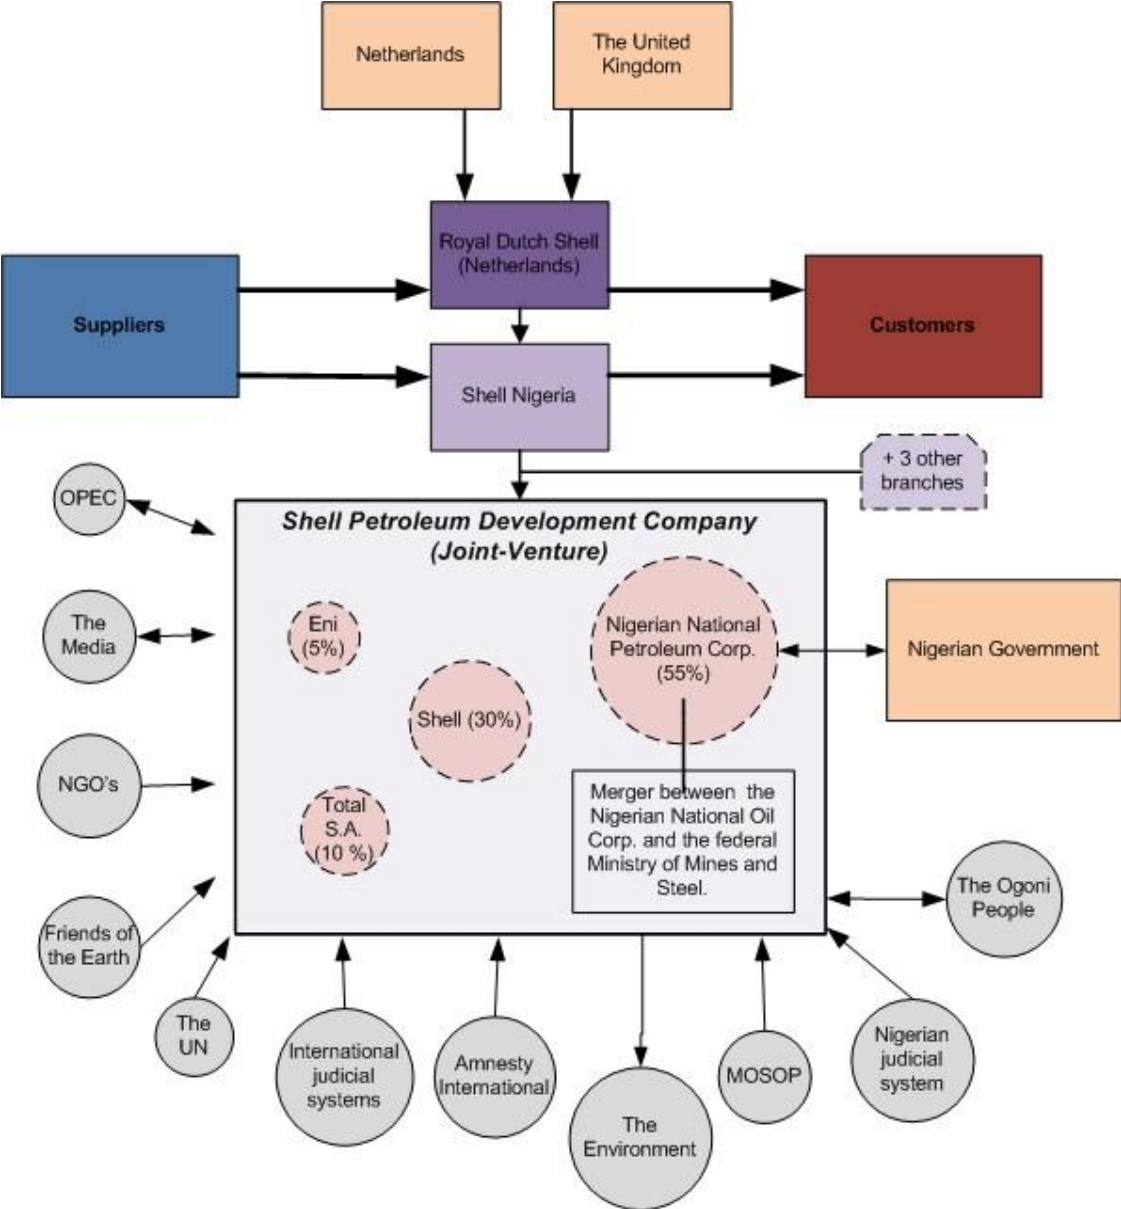 Netherlands
The United
Kingdom
Royal Dutch Shell
(Netherlands)
Suppliers
Customers
Shell Nigeria
+ 3 other
branches
OPEC
Shell Petroleum Development Company
(Joint-Venture)
The
Media
Eni
(5%)
Nigerian National
Petroleum Corp.
(55%)
Nigerian Government
Shell (30%)
NGO's
Total
S.A.
(10 %)
Merger between the
Nigerian National Oil
Corp. and the federal
Ministry of Mines and
Steel.
The Ogoni
People
Friends of
the Earth
The
UN
International
judicial
systems
Amnesty
International
The
Environment
MOSOP
Nigerian
judicial
system